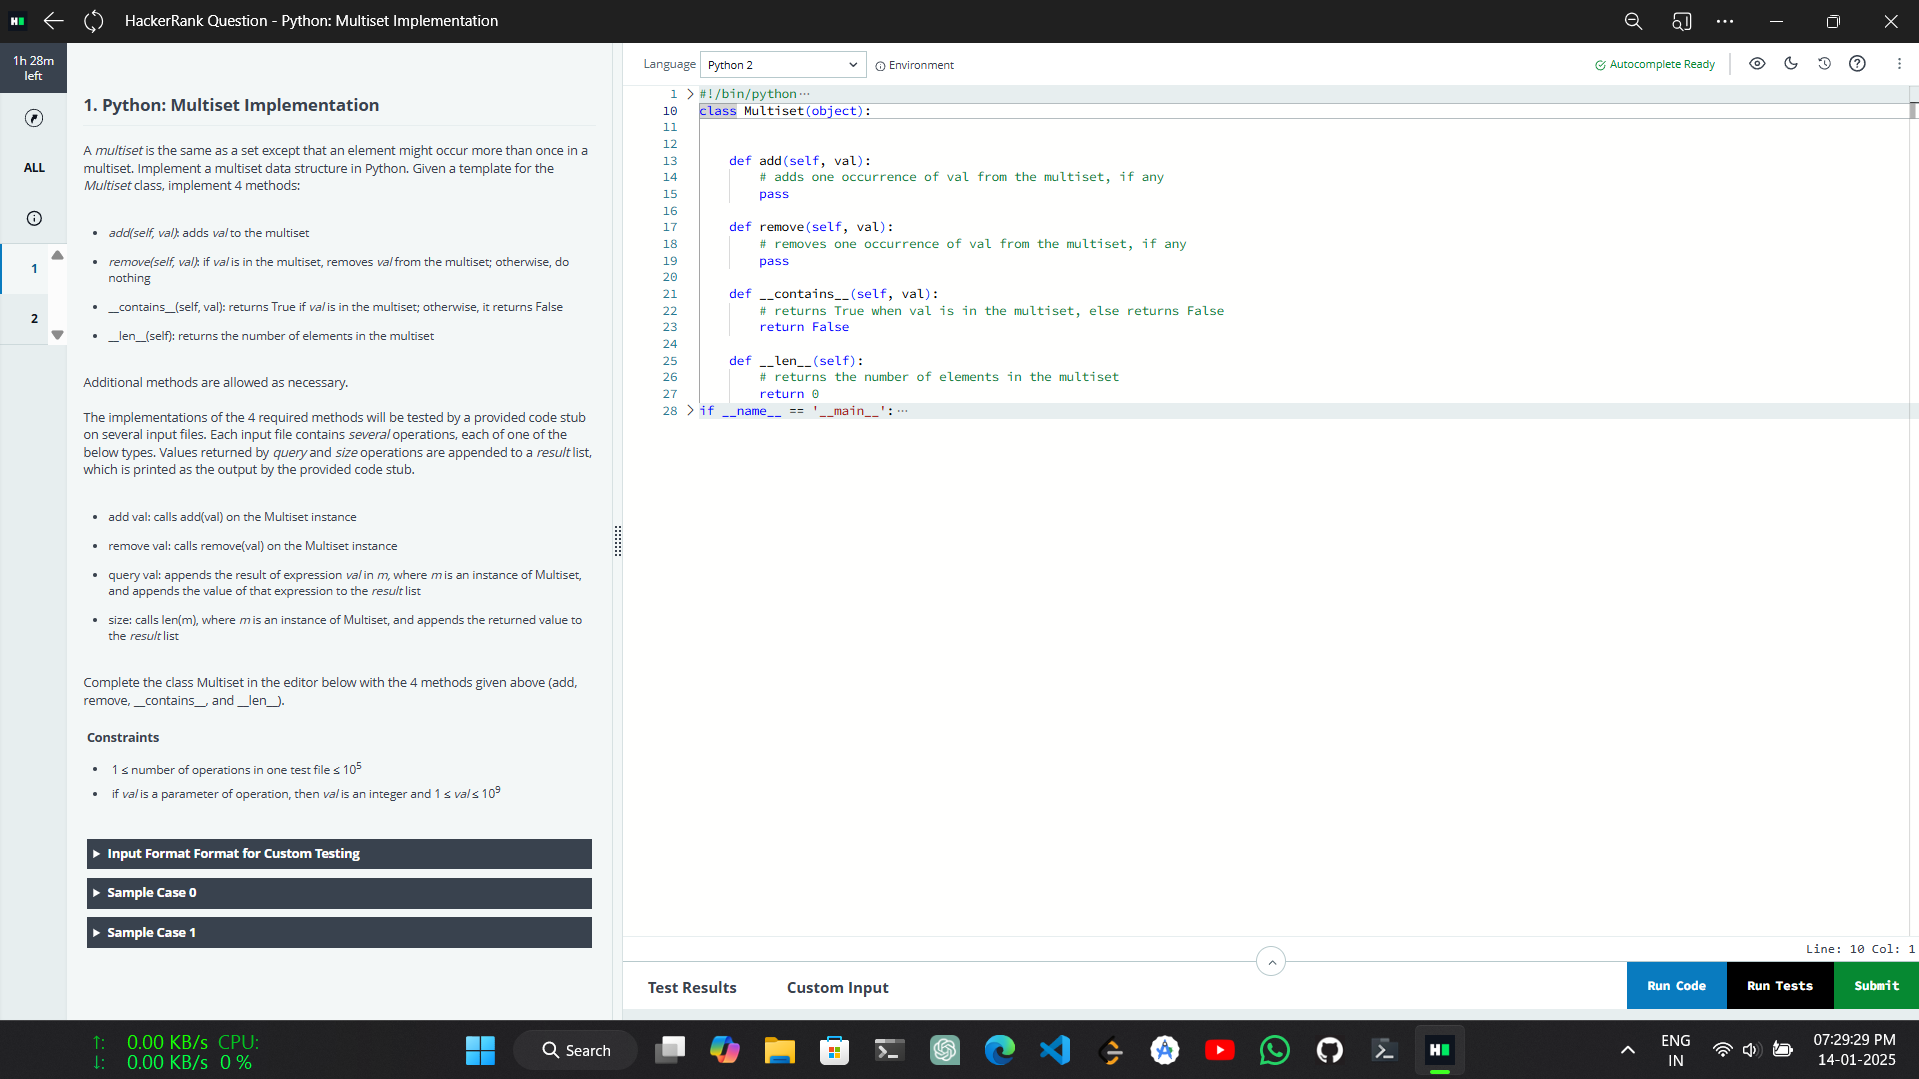 HackerRank Question - Python: Multiset Implementation
1h 28m
left
ALL
1
2
1. Python: Multiset Implementation
A multiset is the same as a set except that an element might occur more than once in a
multiset. Implement a multiset data structure in Python. Given a template for the
Multiset class, implement 4 methods:
• add(self, val): adds val to the multiset
• remove(self, val): if val is in the multiset, removes val from the multiset; otherwise, do
nothing
• __contains__(self, val): returns True if val is in the multiset; otherwise, it returns False
• __len__(self): returns the number of elements in the multiset
Additional methods are allowed as necessary.
The implementations of the 4 required methods will be tested by a provided code stub
on several input files. Each input file contains several operations, each of one of the
below types. Values returned by query and size operations are appended to a result list,
which is printed as the output by the provided code stub.
• add val: calls add(val) on the Multiset instance
• remove val: calls remove(val) on the Multiset instance
• query val: appends the result of expression val in m, where m is an instance of Multiset,
and appends the value of that expression to the result list
• size: calls len(m), where m is an instance of Multiset, and appends the returned value to
the result list
Complete the class Multiset in the editor below with the 4 methods given above (add,
remove, __contains__, and __len__).
Constraints
• 1 ≤ number of operations in one test file ≤ 10⁵
• if val is a parameter of operation, then val is an integer and 1 ≤ val ≤ 10⁹
Input Format Format for Custom Testing
Sample Case 0
Sample Case 1
Language Python 2 Environment
Autocomplete Ready
1 #!/bin/python···
10 class Multiset(object):
11
12
13 def add(self, val):
14 # adds one occurrence of val from the multiset, if any
15 pass
16
17 def remove(self, val):
18 # removes one occurrence of val from the multiset, if any
19 pass
20
21 def __contains__(self, val):
22 # returns True when val is in the multiset, else returns False
23 return False
24
25 def __len__(self):
26 # returns the number of elements in the multiset
27 return 0
28 if __name__ == '__main__':···
Line: 10 Col: 1
Test Results Custom Input
Run Code Run Tests Submit
↑: 0.00 KB/s CPU:
↓: 0.00 KB/s 0 %
Search
ENG
IN
07:29:29 PM
14-01-2025